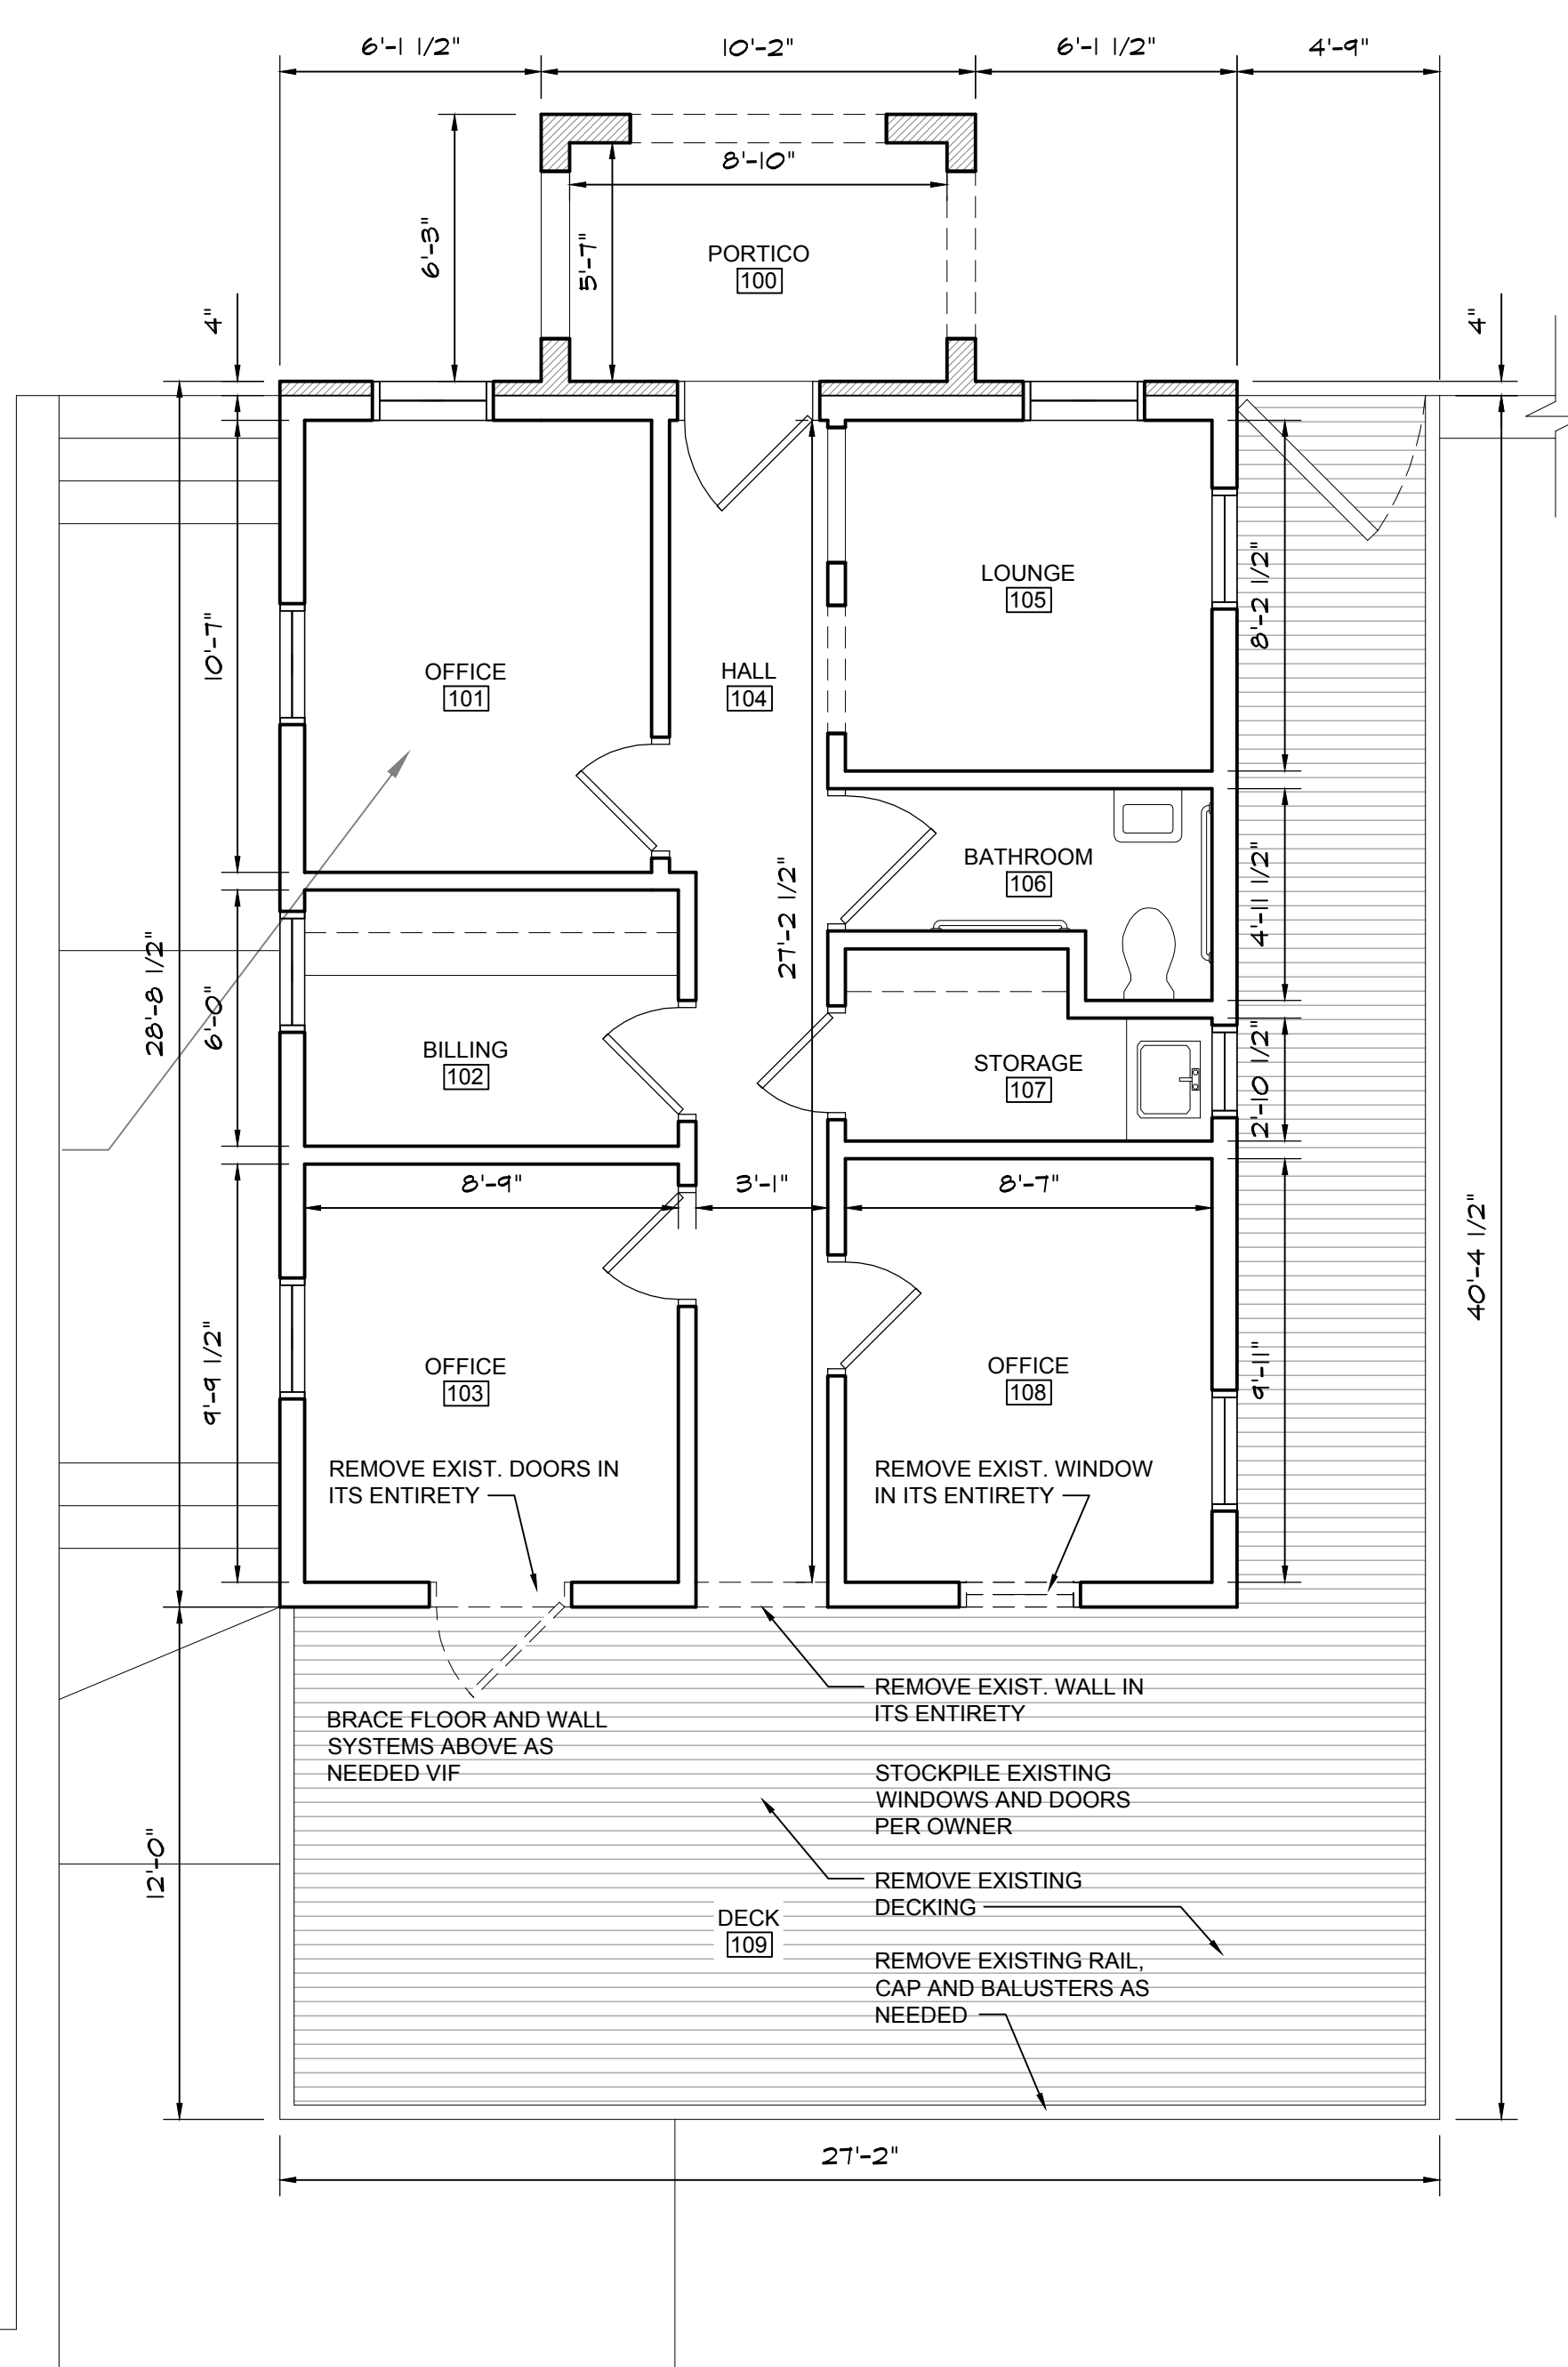 6'-1 1/2"
10'-2"
6'-1 1/2"
4'-9"
8'-10"
6'-3"
5'-7"
PORTICO
100
4"
4"
LOUNGE
105
8'-2 1/2"
10'-7"
OFFICE
101
HALL
104
BATHROOM
106
4'-11 1/2"
27'-2 1/2"
28'-8 1/2"
6'-0"
BILLING
102
STORAGE
107
2'-10 1/2"
8'-9"
3'-1"
8'-7"
40'-4 1/2"
9'-9 1/2"
OFFICE
103
OFFICE
108
9'-11"
REMOVE EXIST. DOORS IN
ITS ENTIRETY
REMOVE EXIST. WINDOW
IN ITS ENTIRETY
REMOVE EXIST. WALL IN
ITS ENTIRETY
BRACE FLOOR AND WALL
SYSTEMS ABOVE AS
NEEDED VIF
STOCKPILE EXISTING
WINDOWS AND DOORS
PER OWNER
12'-0"
REMOVE EXISTING
DECKING
DECK
109
REMOVE EXISTING RAIL,
CAP AND BALUSTERS AS
NEEDED
27'-2"